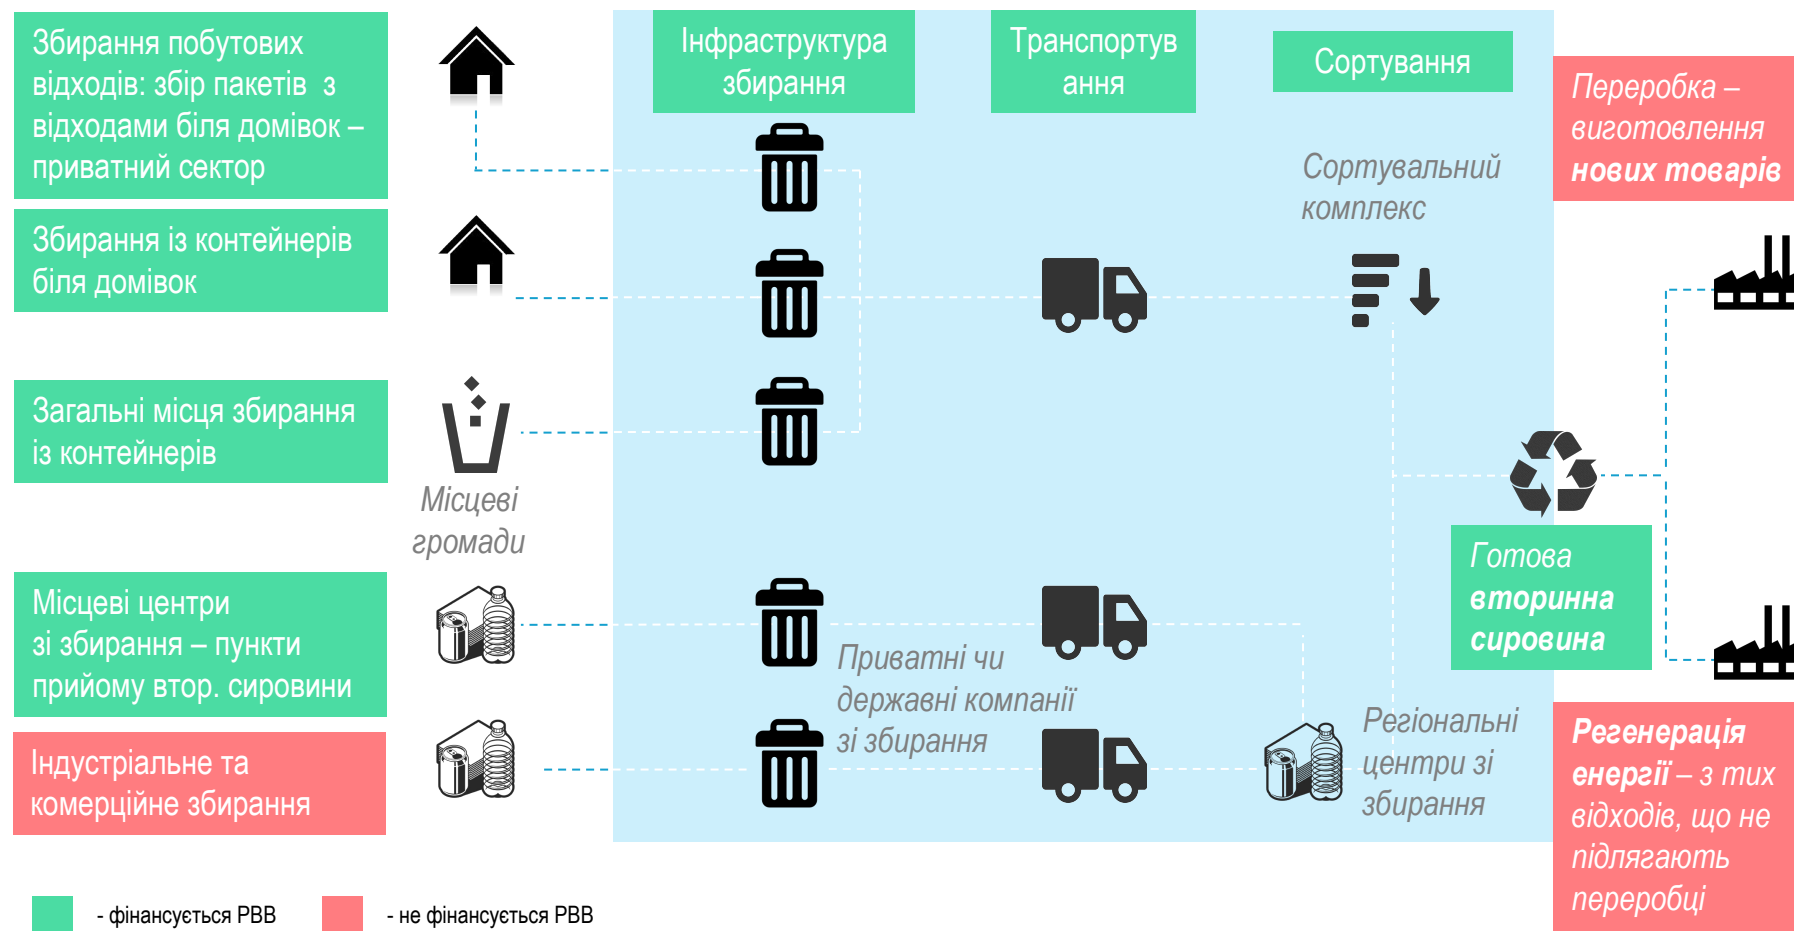 Збирання побутових
відходів: збір пакетів з
відходами біля домівок –
приватний сектор
Збирання із контейнерів
біля домівок
Загальні місця збирання
із контейнерів
Місцеві
громади
Місцеві центри
зі збирання – пункти
прийому втор. сировини
Індустріальне та
комерційне збирання
Інфраструктура
збирання
Транспортув
ання
Сортування
Сортувальний
комплекс
Приватні чи
державні компанії
зі збирання
Регіональні
центри зі
збирання
Готова
вторинна
сировина
Переробка –
виготовлення
нових товарів
Регенерація
енергії – з тих
відходів, що не
підлягають
переробці
- фінансується РВВ
- не фінансується РВВ